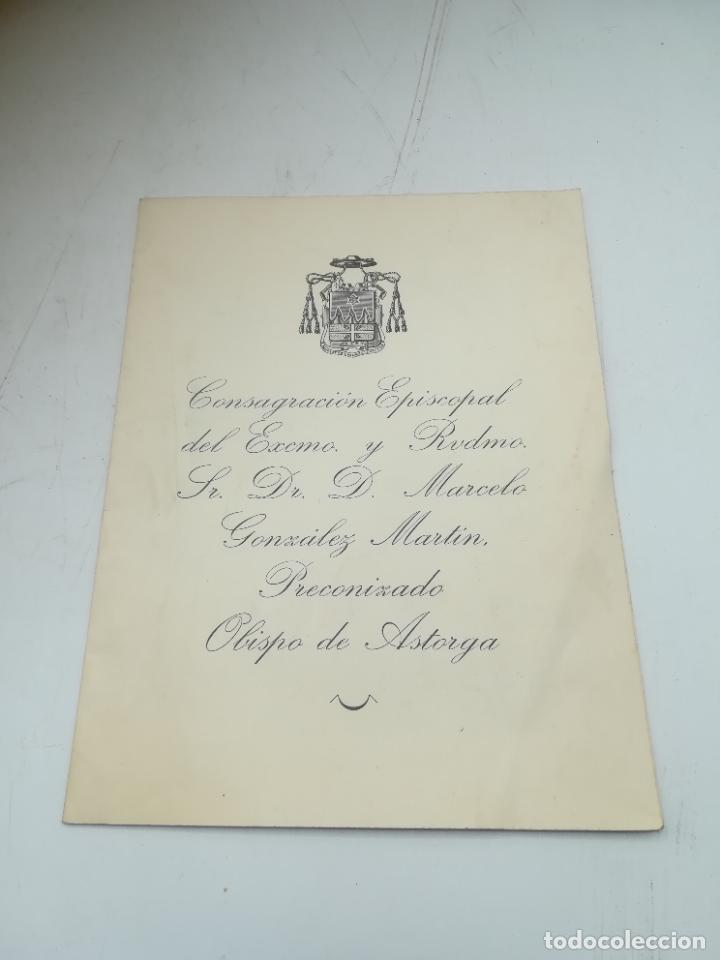 Consagración Episcopal
del Excmo. y Rvdmo.
Sr. Dr. D. Marcelo
González Martín,
Preconizado
Obispo de Astorga
todocoleccion